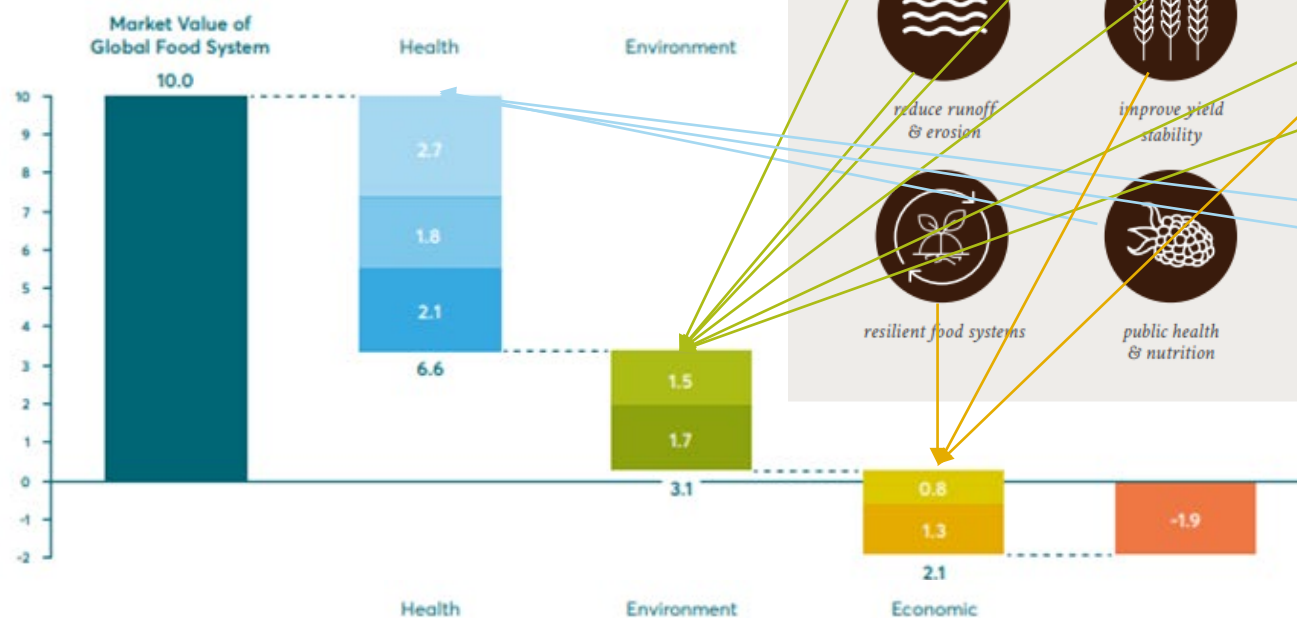 Market Value of
Global Food System
10.0
Health
Environment
10
9
8
7
6
5
4
3
2
1
0
-1
-2
2.7
1.8
2.1
6.6
1.5
1.7
3.1
0.8
1.3
2.1
-1.9
reduce runoff
& erosion
improve yield
stability
resilient food systems
public health
& nutrition
Health
Environment
Economic